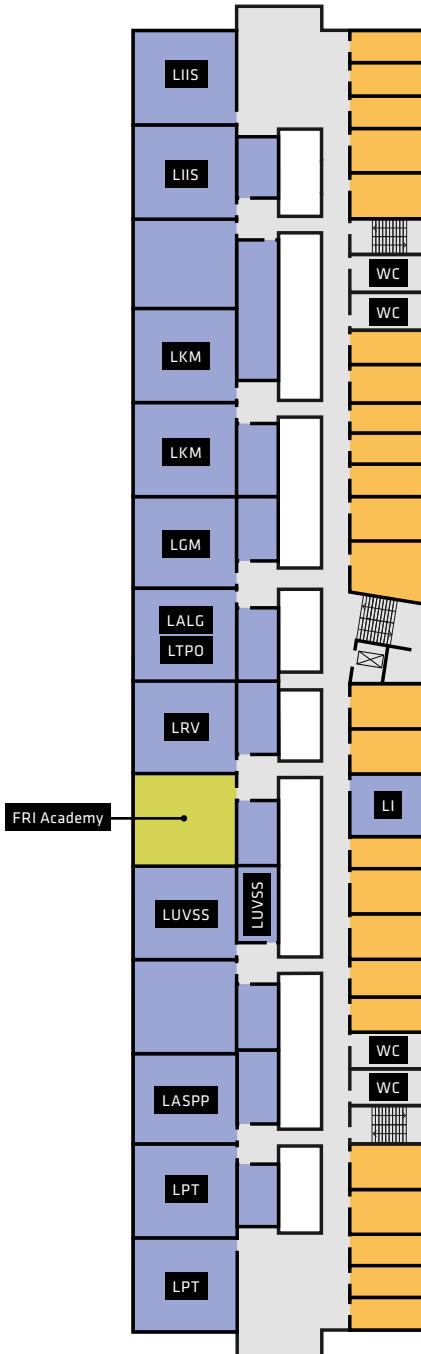 LIIS
LIIS
WC
WC
LKM
LKM
LGM
LALG
LTPO
LRV
LI
FRI Academy
LUVSS
LUVSS
WC
WC
LASPP
LPT
LPT